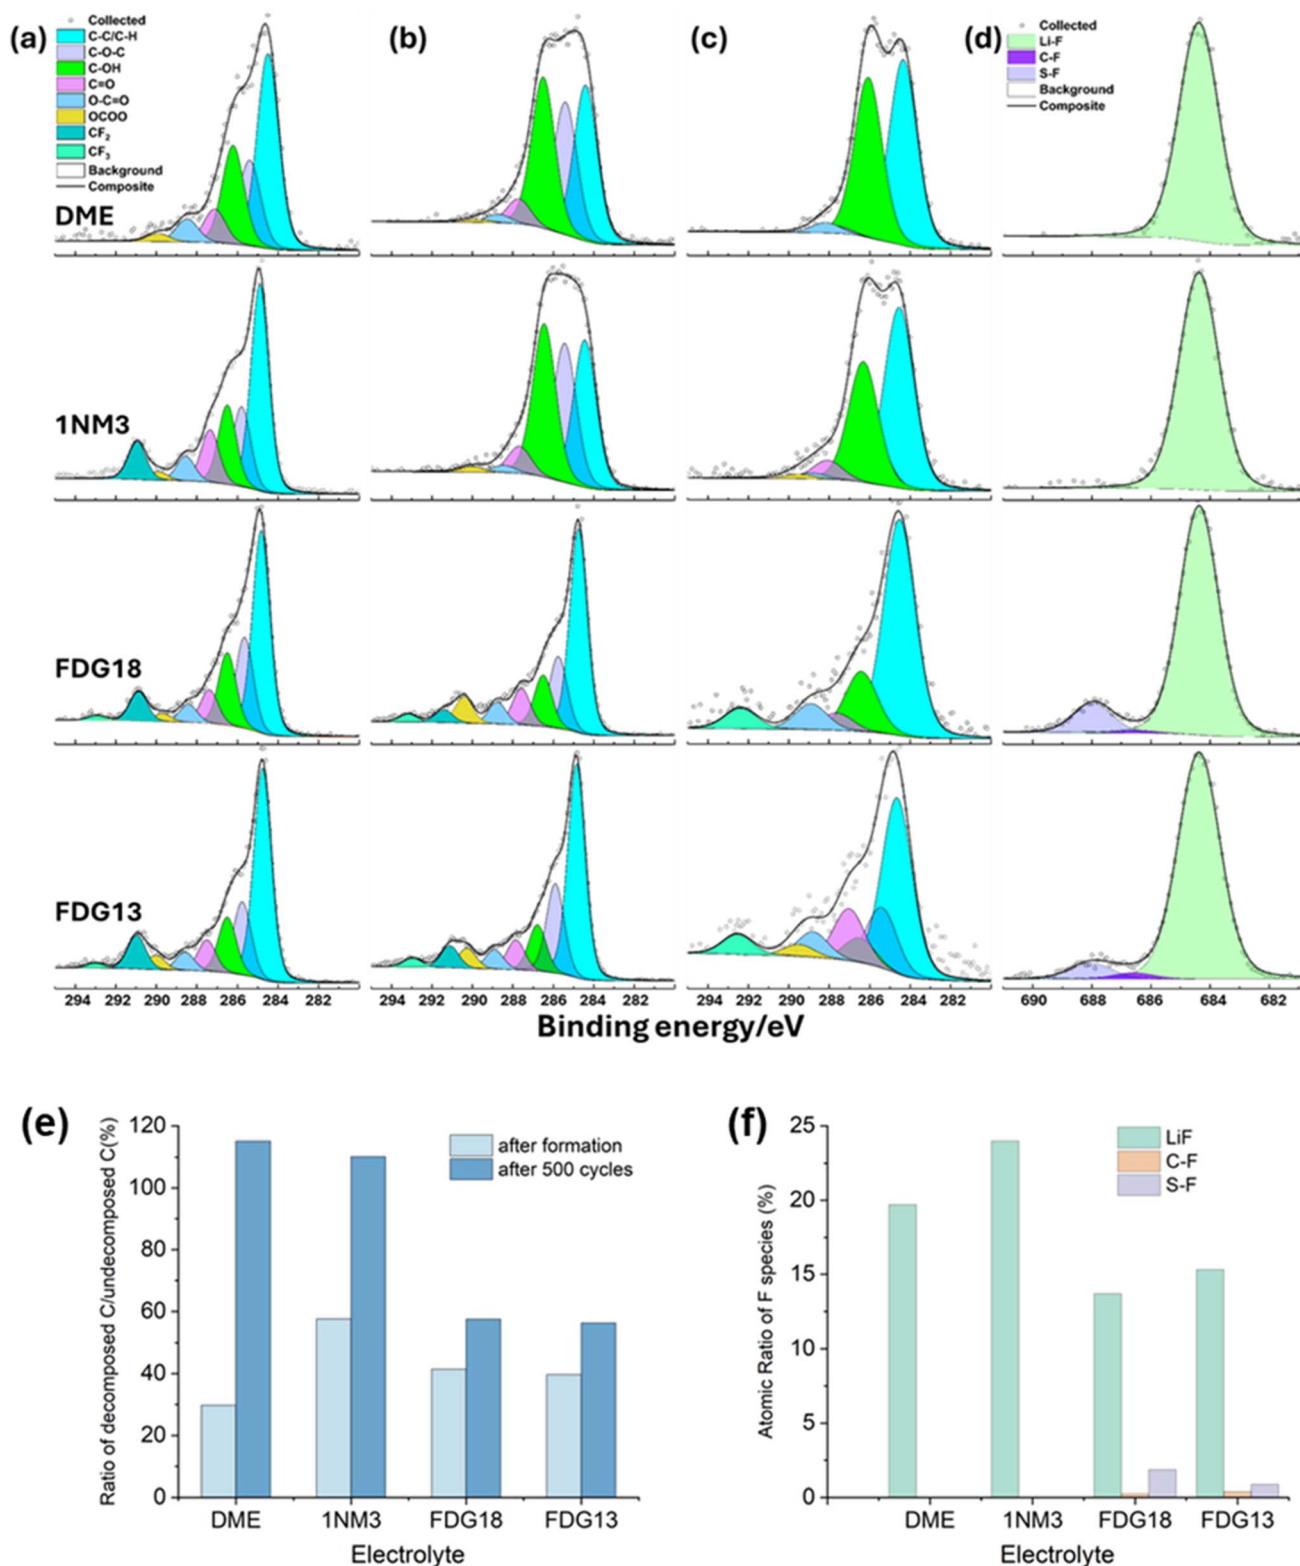 (a)
Collected
C-C/C-H
C-O-C
C-OH
C=O
O-C=O
OCOO
CF2
CF3
Background
Composite
(b)
(c)
(d)
Collected
Li-F
C-F
S-F
Background
Composite
DME
1NM3
FDG18
FDG13
294 292 290 288 286 284 282
294 292 290 288 286 284 282
294 292 290 288 286 284 282
690 688 686 684 682
Binding energy/eV
(e)
Ratio of decomposed C/undecomposed C(%)
120
100
80
60
40
20
0
after formation
after 500 cycles
DME 1NM3 FDG18 FDG13
Electrolyte
(f)
Atomic Ratio of F species (%)
25
20
15
10
5
0
LiF
C-F
S-F
DME 1NM3 FDG18 FDG13
Electrolyte